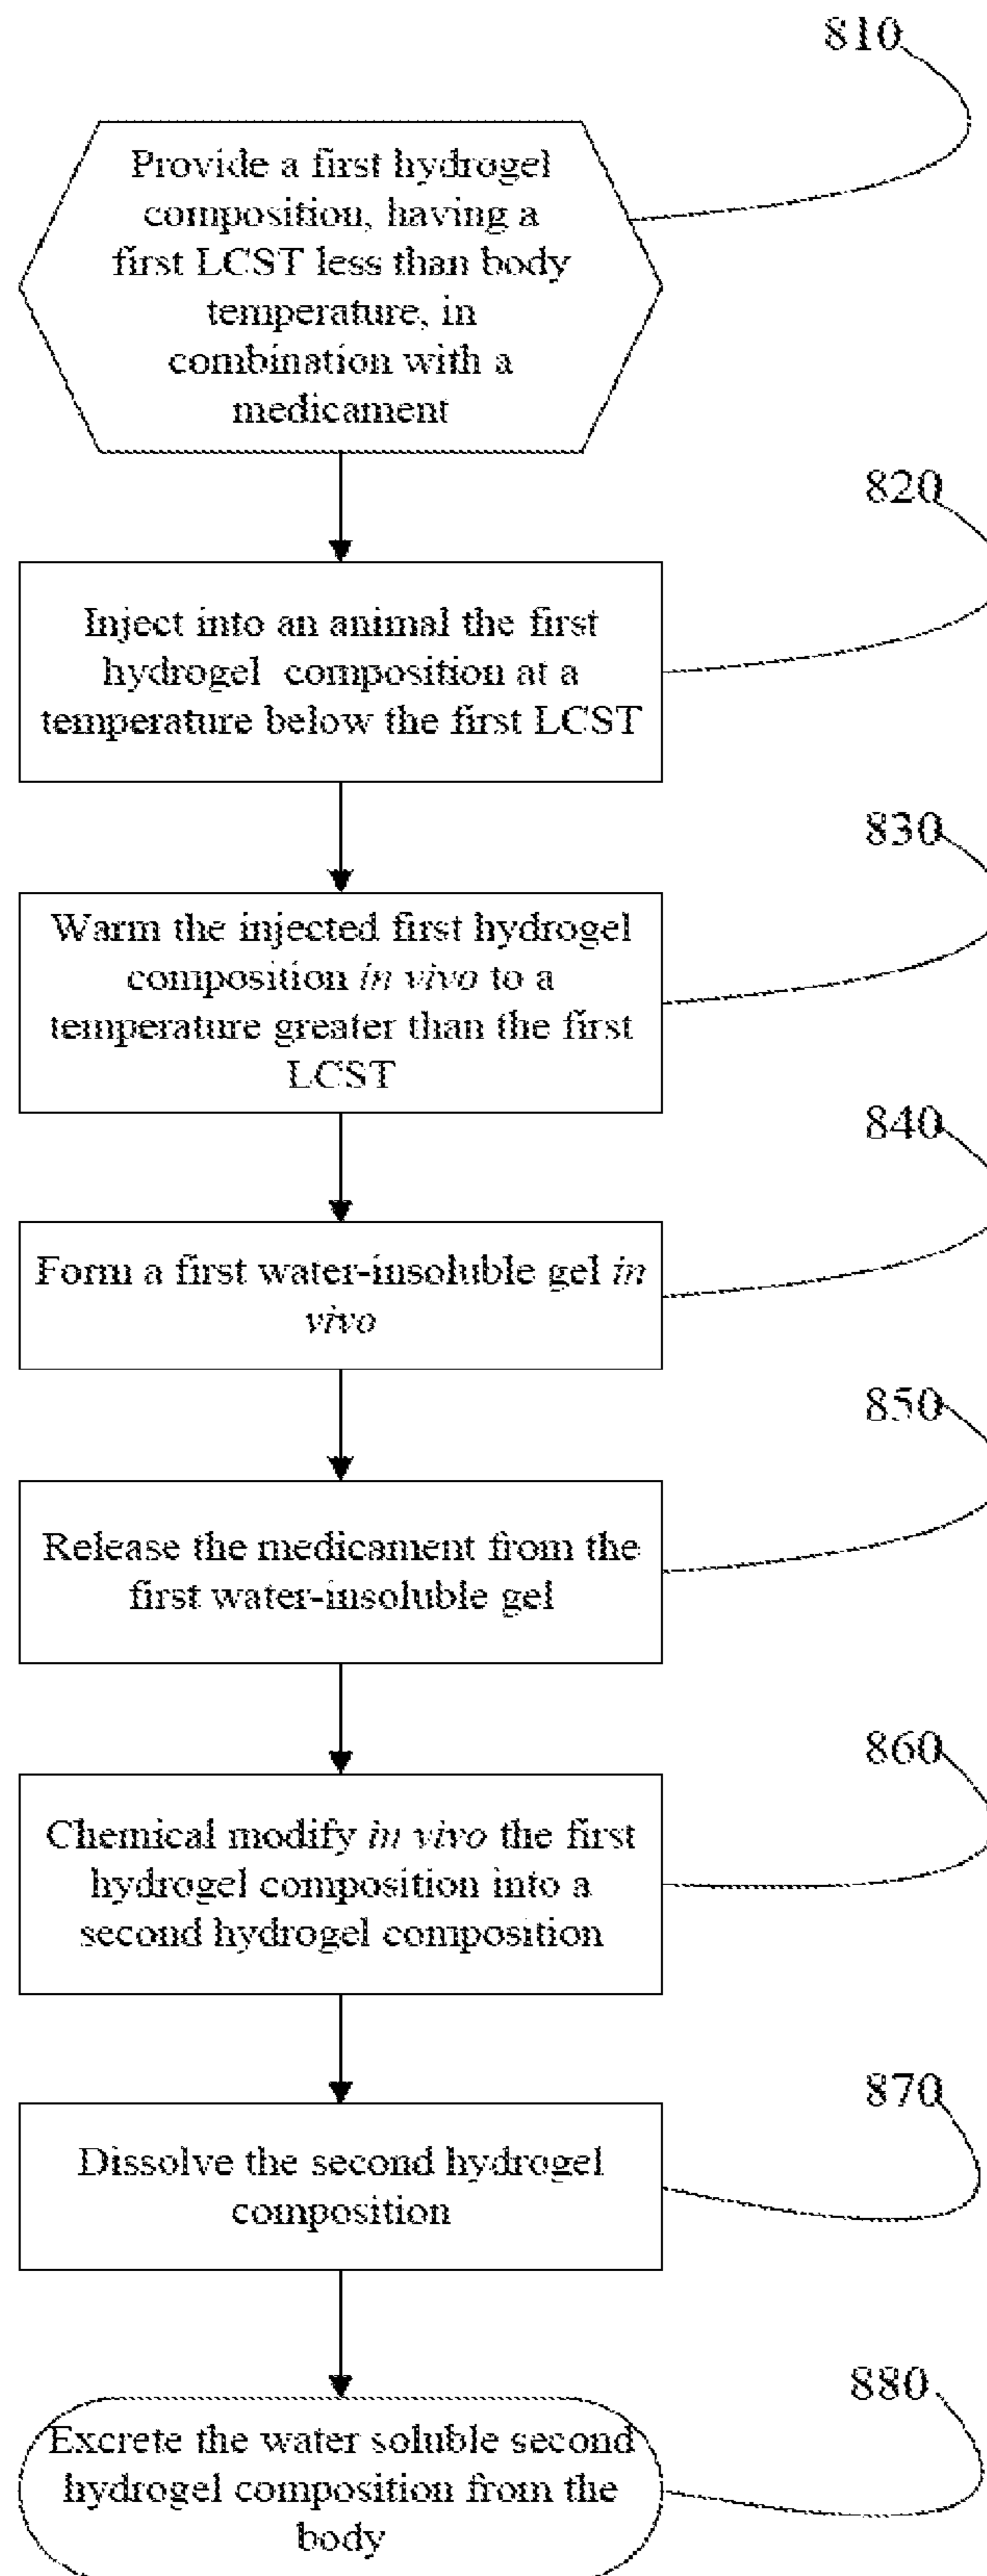 810
Provide a first hydrogel
composition, having a
first LCST less than body
temperature, in
combination with a
medicament
820
Inject into an animal the first
hydrogel composition at a
temperature below the first LCST
830
Warm the injected first hydrogel
composition in vivo to a
temperature greater than the first
LCST
840
Form a first water-insoluble gel in
vivo
850
Release the medicament from the
first water-insoluble gel
860
Chemical modify in vivo the first
hydrogel composition into a
second hydrogel composition
870
Dissolve the second hydrogel
composition
880
Excrete the water soluble second
hydrogel composition from the
body